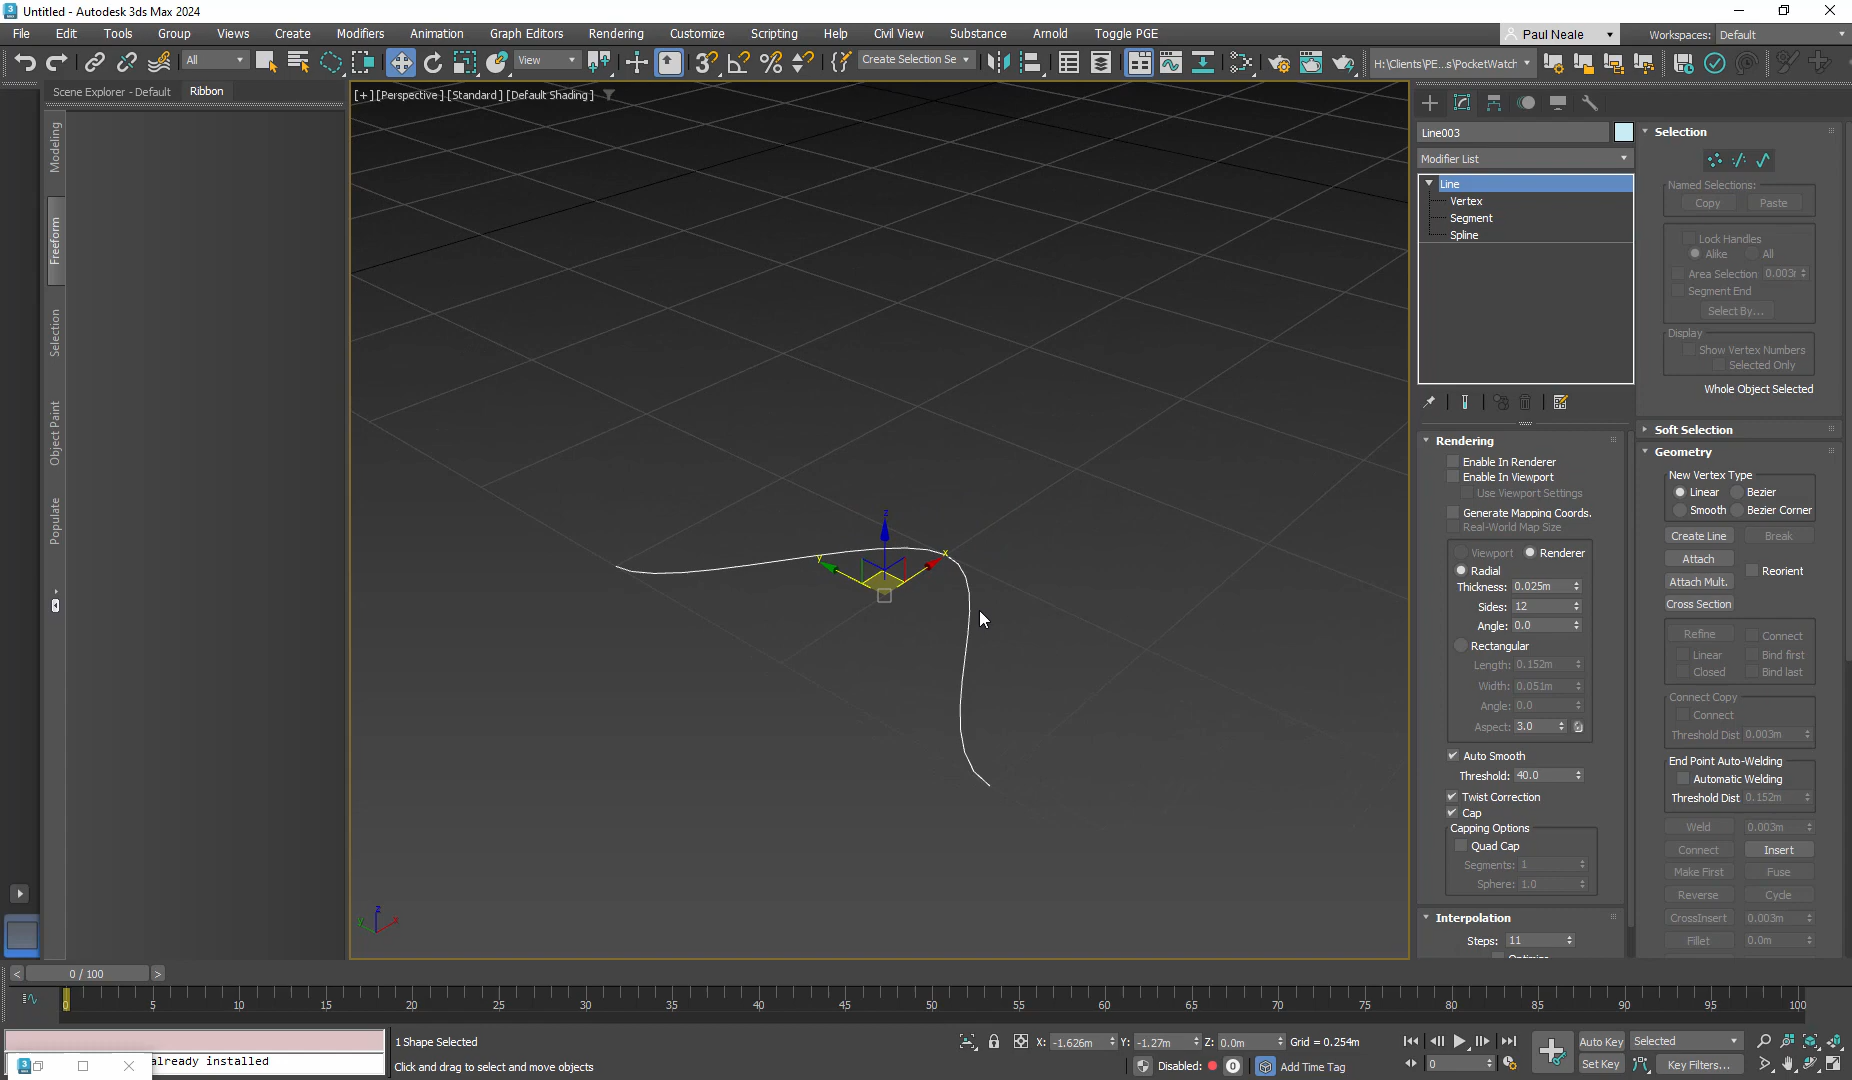 Untitled - Autodesk 3ds Max 2024
File Edit Tools Group Views Create Modifiers Animation Graph Editors Rendering Customize Scripting Help Civil View Substance Arnold Toggle PGE Paul Neale Workspaces: Default
All View Create Selection Se H:\Clients\PE...s\PocketWatch
Scene Explorer - Default Ribbon
[+] [Perspective] [Standard] [Default Shading]
Modeling
Freeform
Selection
Object Paint
Populate
z
y
x
z
y
x
Line003
Modifier List
Line
Vertex
Segment
Spline
Rendering
Enable In Renderer
Enable In Viewport
Use Viewport Settings
Generate Mapping Coords.
Real-World Map Size
Viewport Renderer
Radial
Thickness: 0.025m
Sides: 12
Angle: 0.0
Rectangular
Length: 0.152m
Width: 0.051m
Angle: 0.0
Aspect: 3.0
Auto Smooth
Threshold: 40.0
Twist Correction
Cap
Capping Options
Quad Cap
Segments: 1
Sphere: 1.0
Interpolation
Steps: 11
Selection
Named Selections:
Copy Paste
Lock Handles
Alike All
Area Selection
Segment End
Select By...
Display
Show Vertex Numbers
Selected Only
Whole Object Selected
Soft Selection
Geometry
New Vertex Type
Linear Bezier
Smooth Bezier Corner
Create Line Break
Attach
Reorient
Attach Mult.
Cross Section
Refine Connect
Linear Bind first
Closed Bind last
Connect Copy
Connect
Threshold Dist 0.003m
End Point Auto-Welding
Automatic Welding
Threshold Dist 0.152m
Weld 0.003m
Connect Insert
Make First Fuse
Reverse Cycle
CrossInsert 0.003m
Fillet 0.0m
< 0 / 100 >
0 5 10 15 20 25 30 35 40 45 50 55 60 65 70 75 80 85 90 95 100
already installed
1 Shape Selected
Click and drag to select and move objects
X: -1.626m Y: -1.27m Z: 0.0m Grid = 0.254m
Disabled: 0 Add Time Tag
0
Auto Key Selected
Set Key Key Filters...